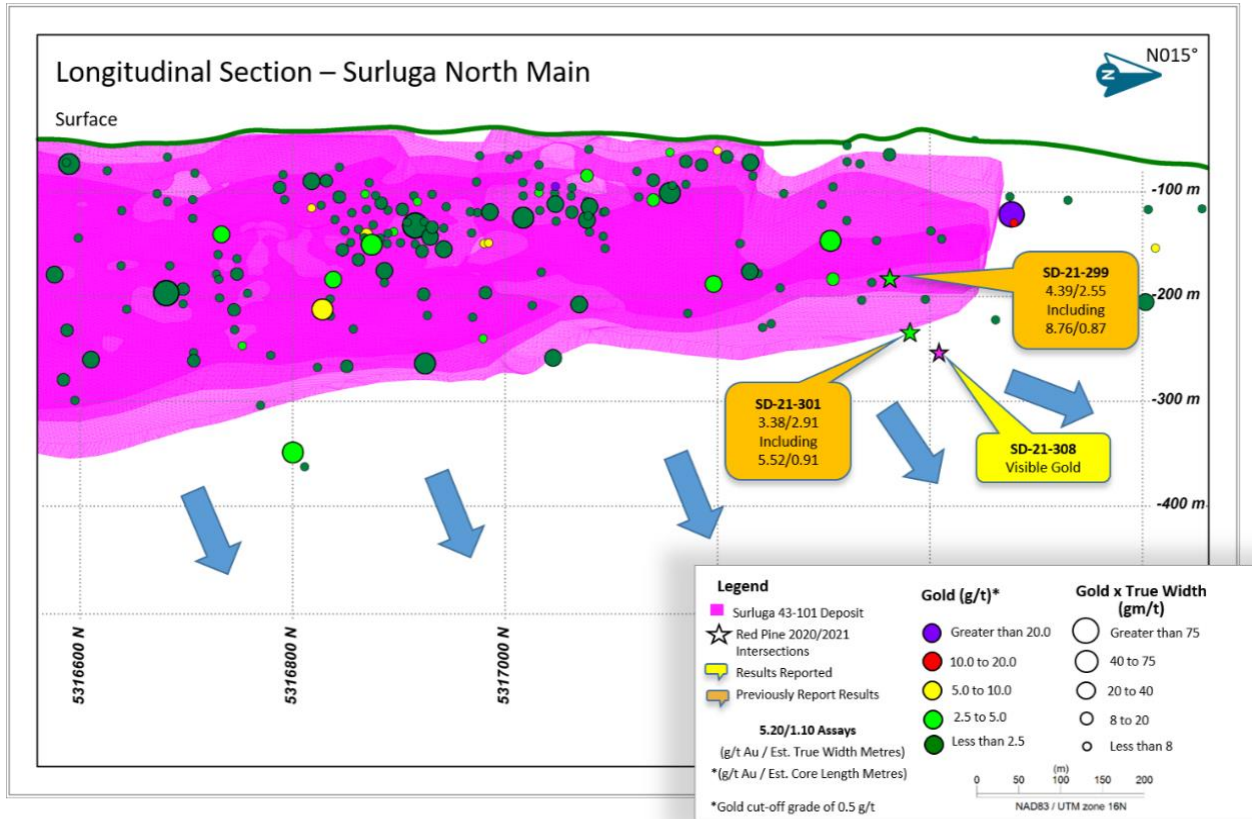 Longitudinal Section – Surluga North Main
N
N015°
Surface
-100 m
-200 m
-300 m
-400 m
SD-21-299
4.39/2.55
Including
8.76/0.87
SD-21-301
3.38/2.91
Including
5.52/0.91
SD-21-308
Visible Gold
5316600 N
5316800 N
5317000 N
Legend
Surluga 43-101 Deposit
Red Pine 2020/2021
Intersections
Results Reported
Previously Report Results
5.20/1.10 Assays
(g/t Au / Est. True Width Metres)
*(g/t Au / Est. Core Length Metres)
*Gold cut-off grade of 0.5 g/t
Gold (g/t)*
Greater than 20.0
10.0 to 20.0
5.0 to 10.0
2.5 to 5.0
Less than 2.5
Gold x True Width
(gm/t)
Greater than 75
40 to 75
20 to 40
8 to 20
Less than 8
(m)
0 50 100 150 200
NAD83 / UTM zone 16N